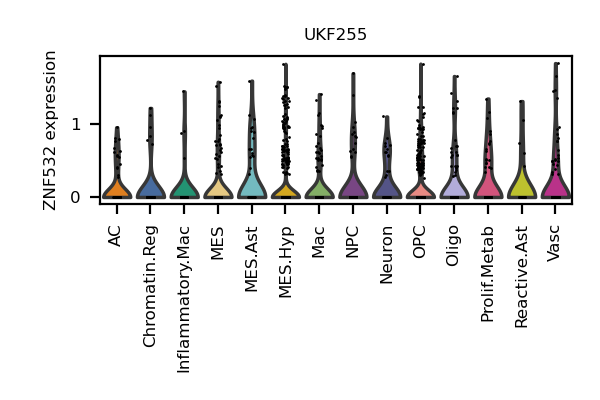 UKF255
ZNF532 expression
1
0
AC
Chromatin.Reg
Inflammatory.Mac
MES
MES.Ast
MES.Hyp
Mac
NPC
Neuron
OPC
Oligo
Prolif.Metab
Reactive.Ast
Vasc